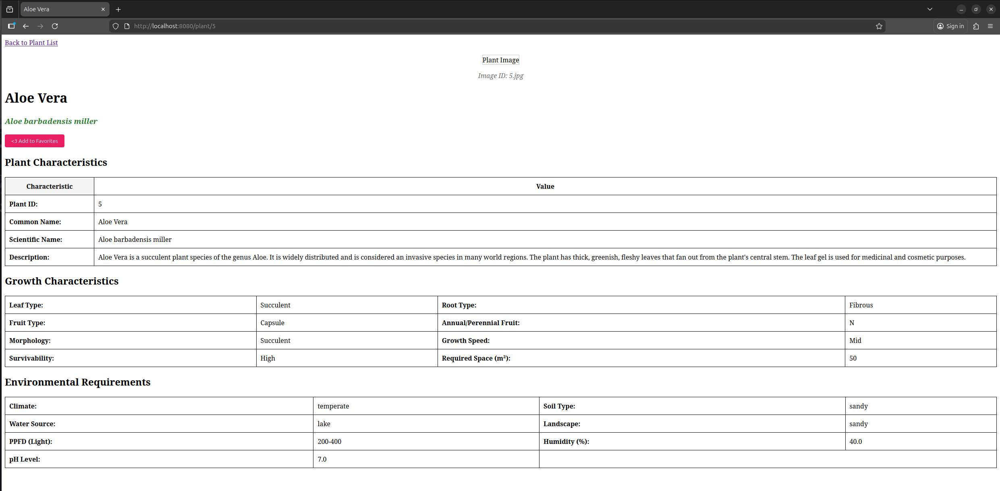 Aloe Vera
http://localhost:8080/plant/5
Sign in
Back to Plant List
Plant Image
Image ID: 5.jpg
Aloe Vera
Aloe barbadensis miller
<3 Add to Favorites
Plant Characteristics
Characteristic Value
Plant ID: 5
Common Name: Aloe Vera
Scientific Name: Aloe barbadensis miller
Description: Aloe Vera is a succulent plant species of the genus Aloe. It is widely distributed and is considered an invasive species in many world regions. The plant has thick, greenish, fleshy leaves that fan out from the plant's central stem. The leaf gel is used for medicinal and cosmetic purposes.
Growth Characteristics
Leaf Type: Succulent Root Type: Fibrous
Fruit Type: Capsule Annual/Perennial Fruit: N
Morphology: Succulent Growth Speed: Mid
Survivability: High Required Space (m²): 50
Environmental Requirements
Climate: temperate Soil Type: sandy
Water Source: lake Landscape: sandy
PPFD (Light): 200-400 Humidity (%): 40.0
pH Level: 7.0